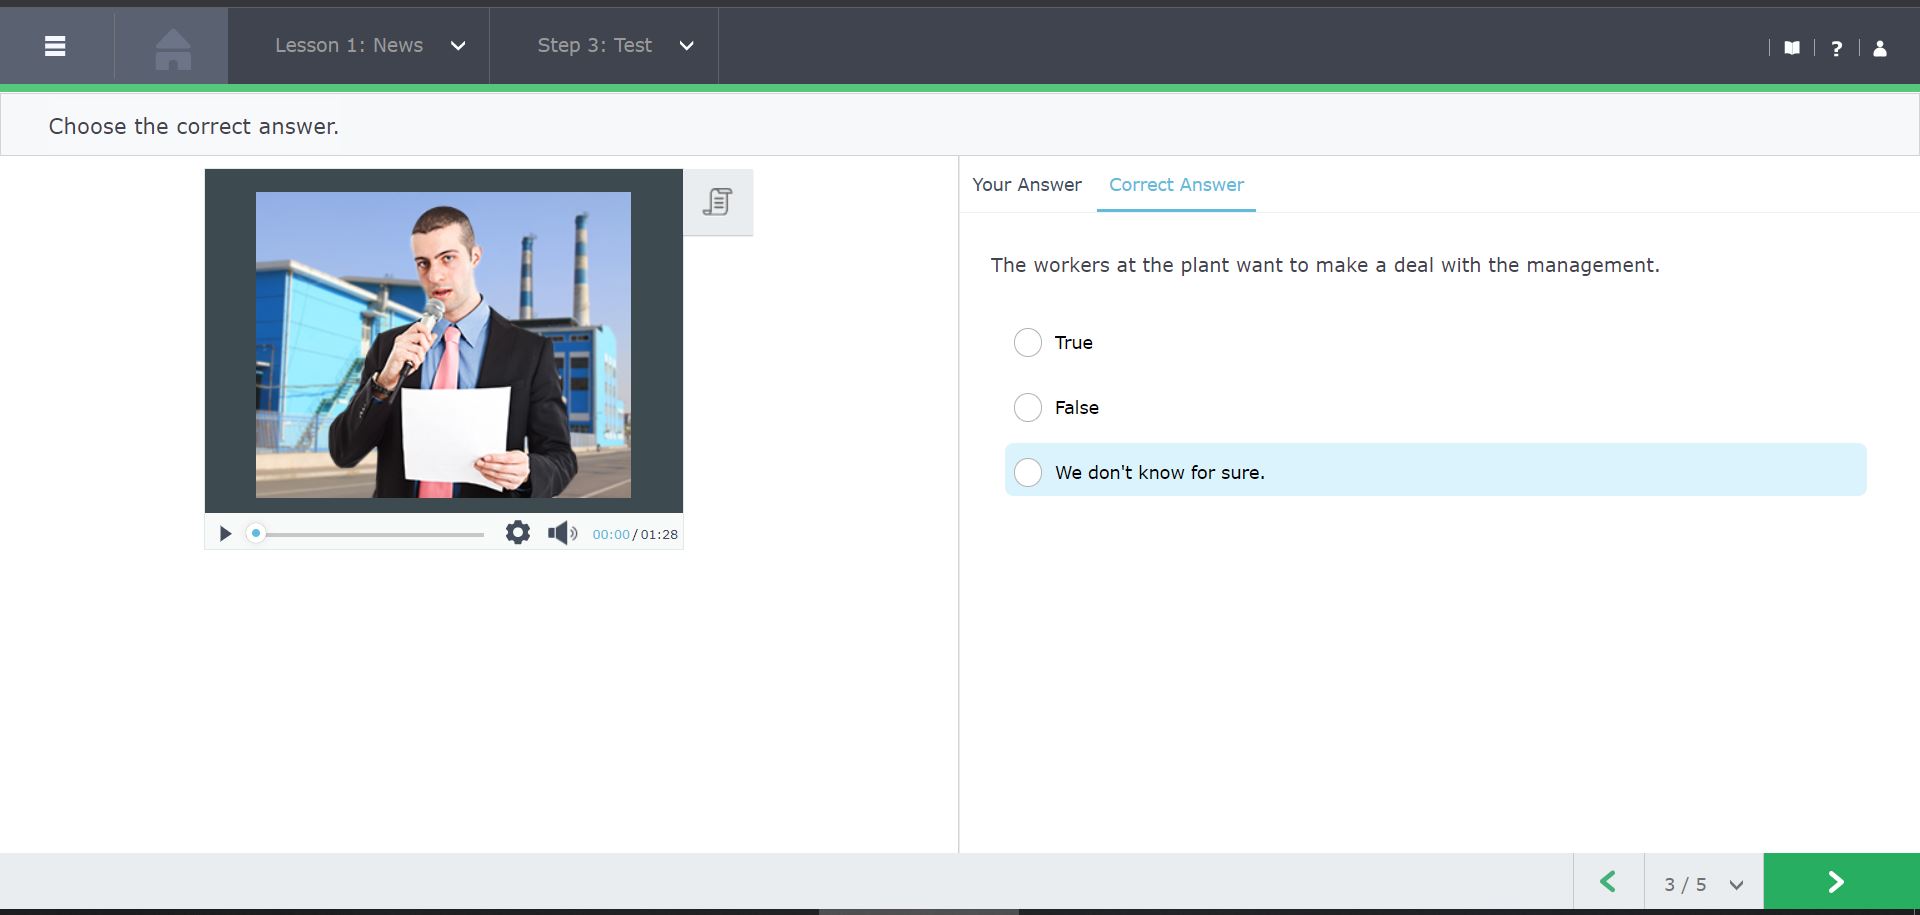 Lesson 1: News
Step 3: Test
?
Choose the correct answer.
Your Answer
Correct Answer
The workers at the plant want to make a deal with the management.
True
False
We don't know for sure.
00:00/01:28
3 / 5